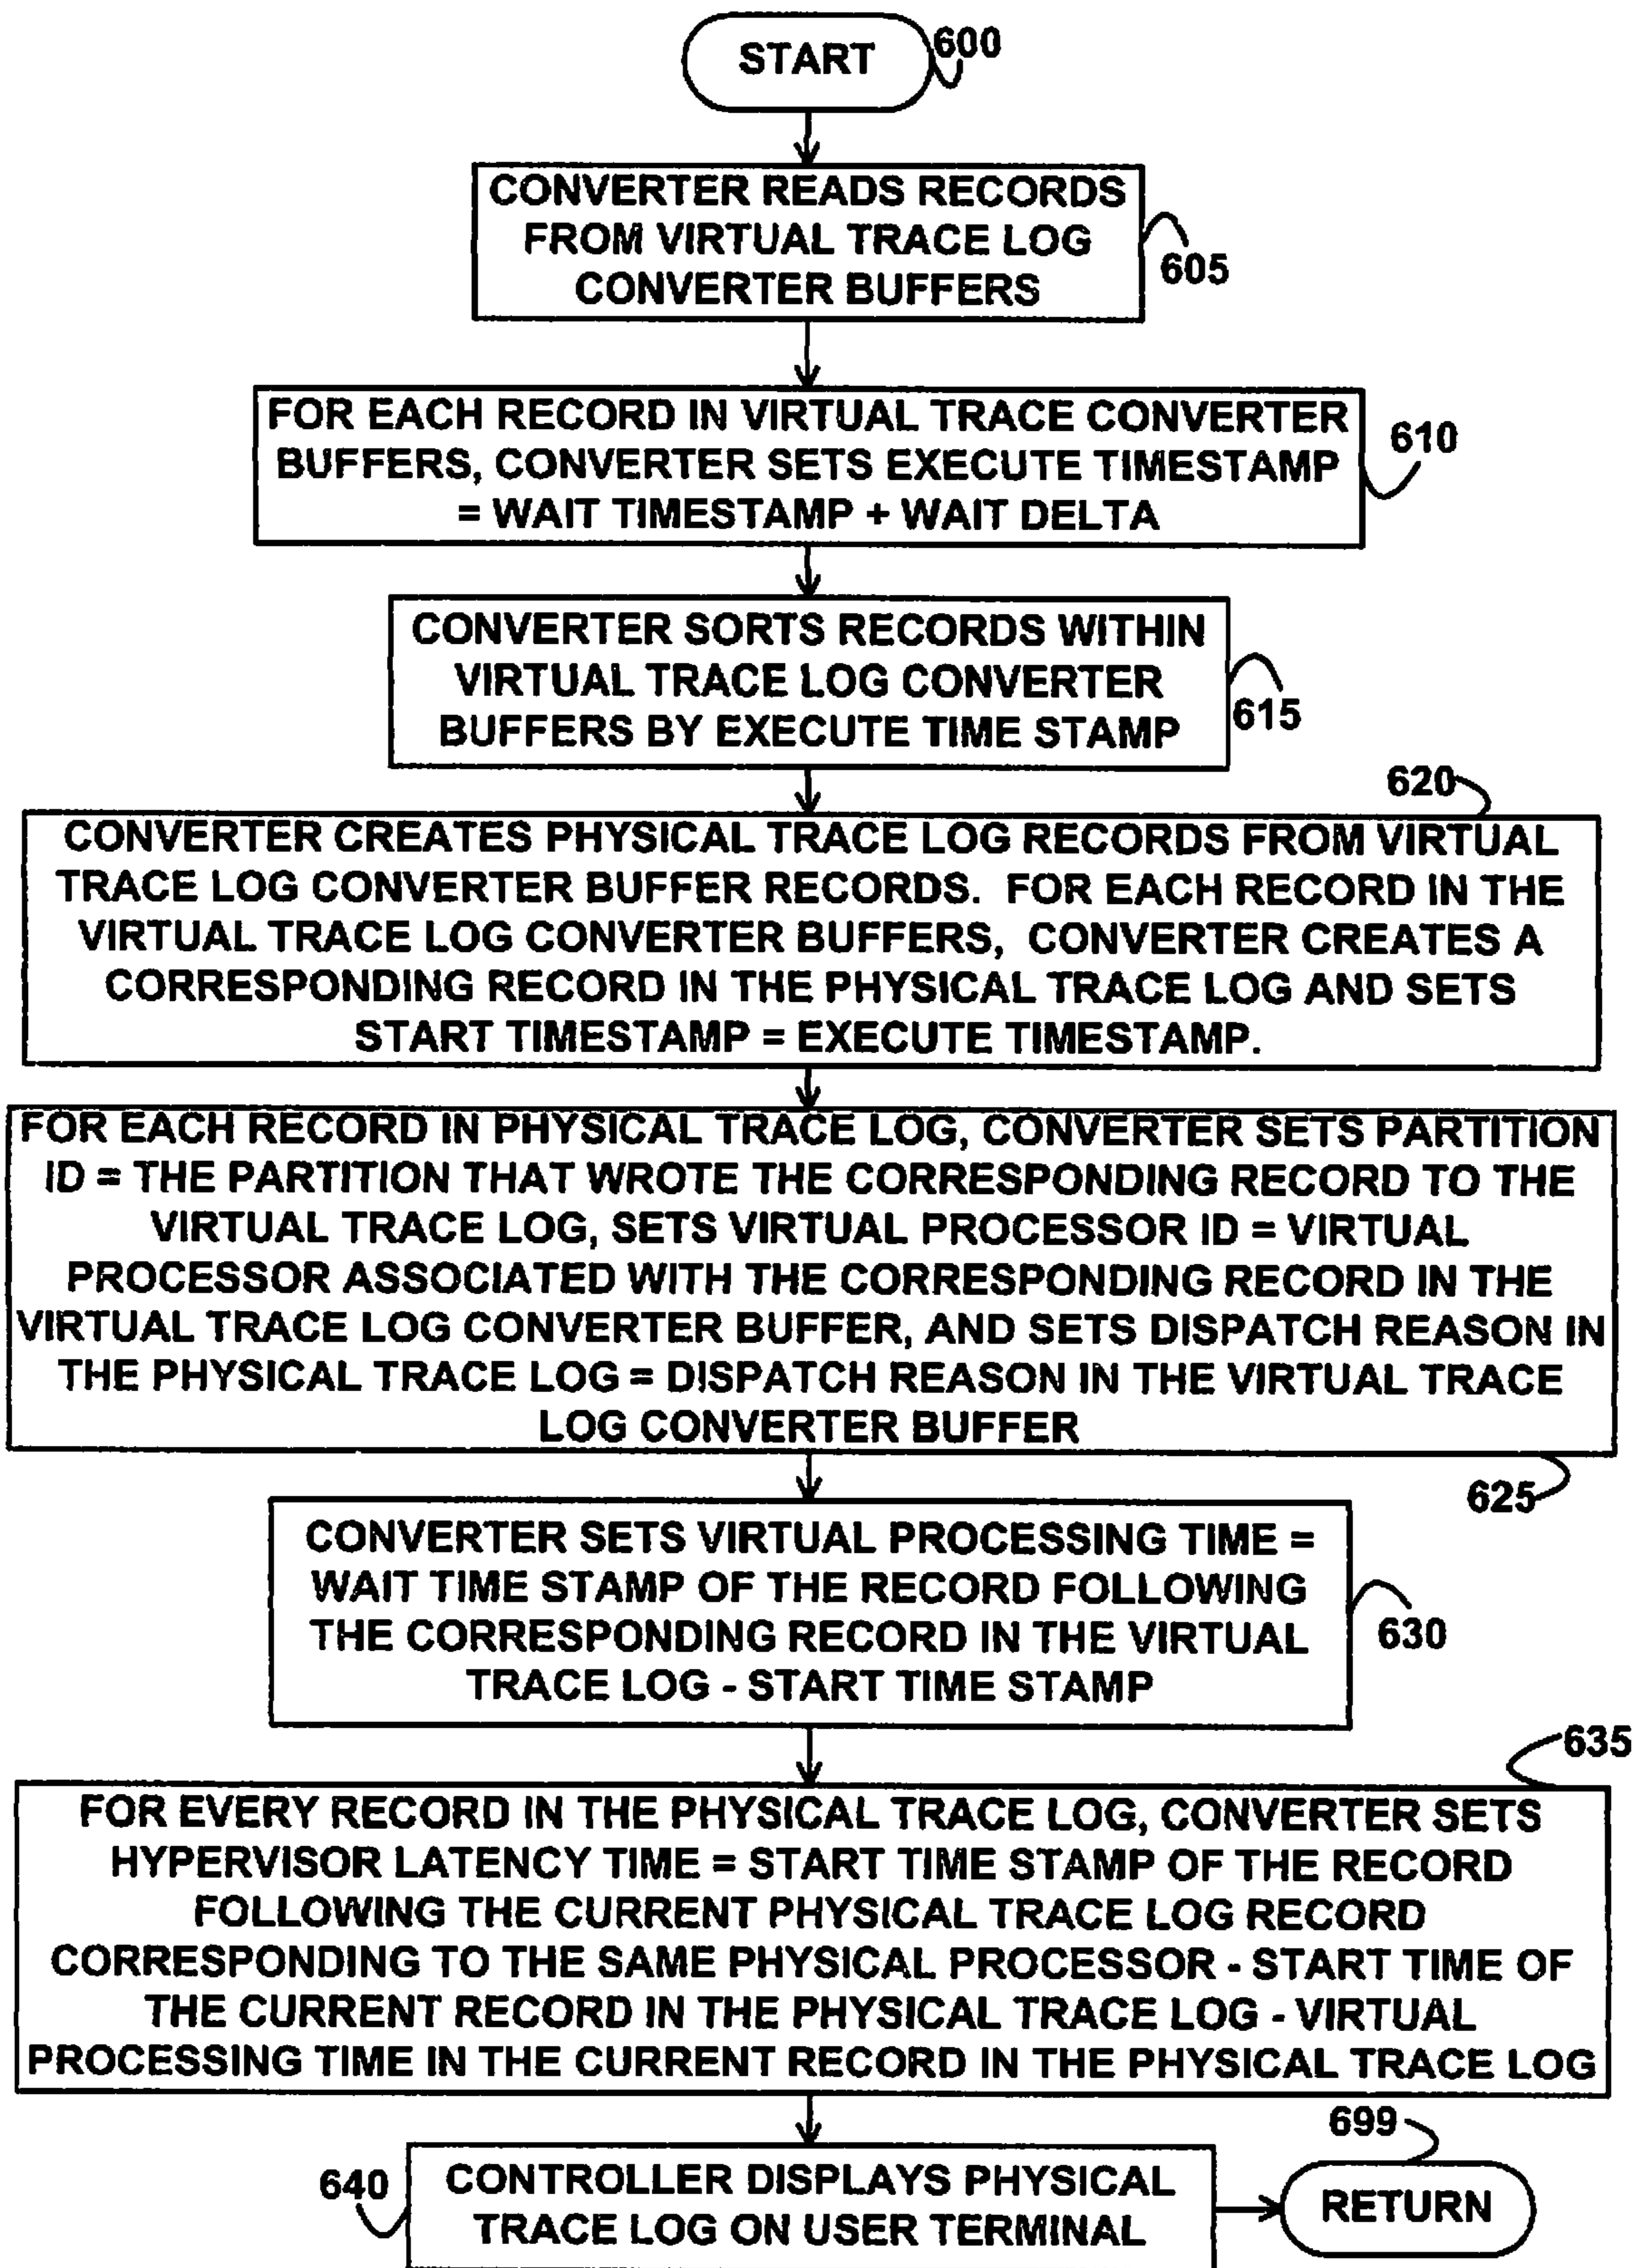 START
600
CONVERTER READS RECORDS
FROM VIRTUAL TRACE LOG
CONVERTER BUFFERS
605
FOR EACH RECORD IN VIRTUAL TRACE CONVERTER
BUFFERS, CONVERTER SETS EXECUTE TIMESTAMP
= WAIT TIMESTAMP + WAIT DELTA
610
CONVERTER SORTS RECORDS WITHIN
VIRTUAL TRACE LOG CONVERTER
BUFFERS BY EXECUTE TIME STAMP
615
620
CONVERTER CREATES PHYSICAL TRACE LOG RECORDS FROM VIRTUAL
TRACE LOG CONVERTER BUFFER RECORDS. FOR EACH RECORD IN THE
VIRTUAL TRACE LOG CONVERTER BUFFERS, CONVERTER CREATES A
CORRESPONDING RECORD IN THE PHYSICAL TRACE LOG AND SETS
START TIMESTAMP = EXECUTE TIMESTAMP.
FOR EACH RECORD IN PHYSICAL TRACE LOG, CONVERTER SETS PARTITION
ID = THE PARTITION THAT WROTE THE CORRESPONDING RECORD TO THE
VIRTUAL TRACE LOG, SETS VIRTUAL PROCESSOR ID = VIRTUAL
PROCESSOR ASSOCIATED WITH THE CORRESPONDING RECORD IN THE
VIRTUAL TRACE LOG CONVERTER BUFFER, AND SETS DISPATCH REASON IN
THE PHYSICAL TRACE LOG = DISPATCH REASON IN THE VIRTUAL TRACE
LOG CONVERTER BUFFER
625
CONVERTER SETS VIRTUAL PROCESSING TIME =
WAIT TIME STAMP OF THE RECORD FOLLOWING
THE CORRESPONDING RECORD IN THE VIRTUAL
TRACE LOG - START TIME STAMP
630
635
FOR EVERY RECORD IN THE PHYSICAL TRACE LOG, CONVERTER SETS
HYPERVISOR LATENCY TIME = START TIME STAMP OF THE RECORD
FOLLOWING THE CURRENT PHYSICAL TRACE LOG RECORD
CORRESPONDING TO THE SAME PHYSICAL PROCESSOR - START TIME OF
THE CURRENT RECORD IN THE PHYSICAL TRACE LOG - VIRTUAL
PROCESSING TIME IN THE CURRENT RECORD IN THE PHYSICAL TRACE LOG
640
CONTROLLER DISPLAYS PHYSICAL
TRACE LOG ON USER TERMINAL
699
RETURN